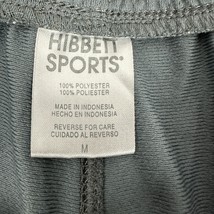 HIBBETT
SPORTS®
100% POLYESTER
100% POLIESTER
MADE IN INDONESIA
HECHO EN INDONESIA
REVERSE FOR CARE
CUIDADO AL REVERSO
M